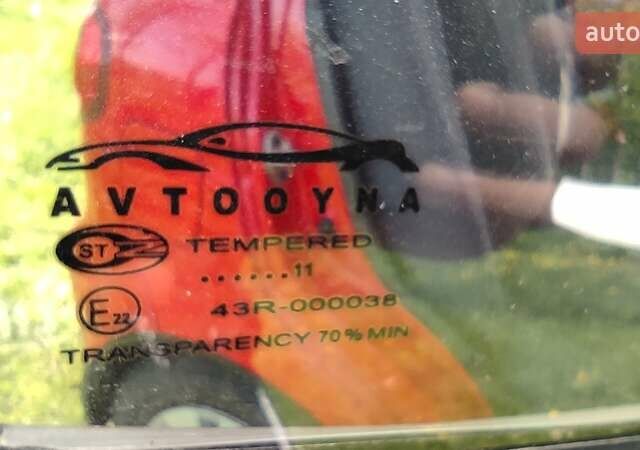 auto
AVTOOYNA
ST TEMPERED
......11
E22 43R-000038
TRANSPARENCY 70% MIN